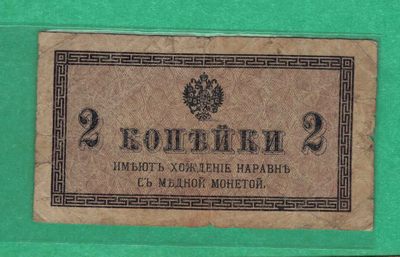 2 КОПѢЙКИ 2
ИМѢЮТЪ ХОЖДЕНІЕ НАРАВНѢ
СЪ МѢДНОЙ МОНЕТОЙ.